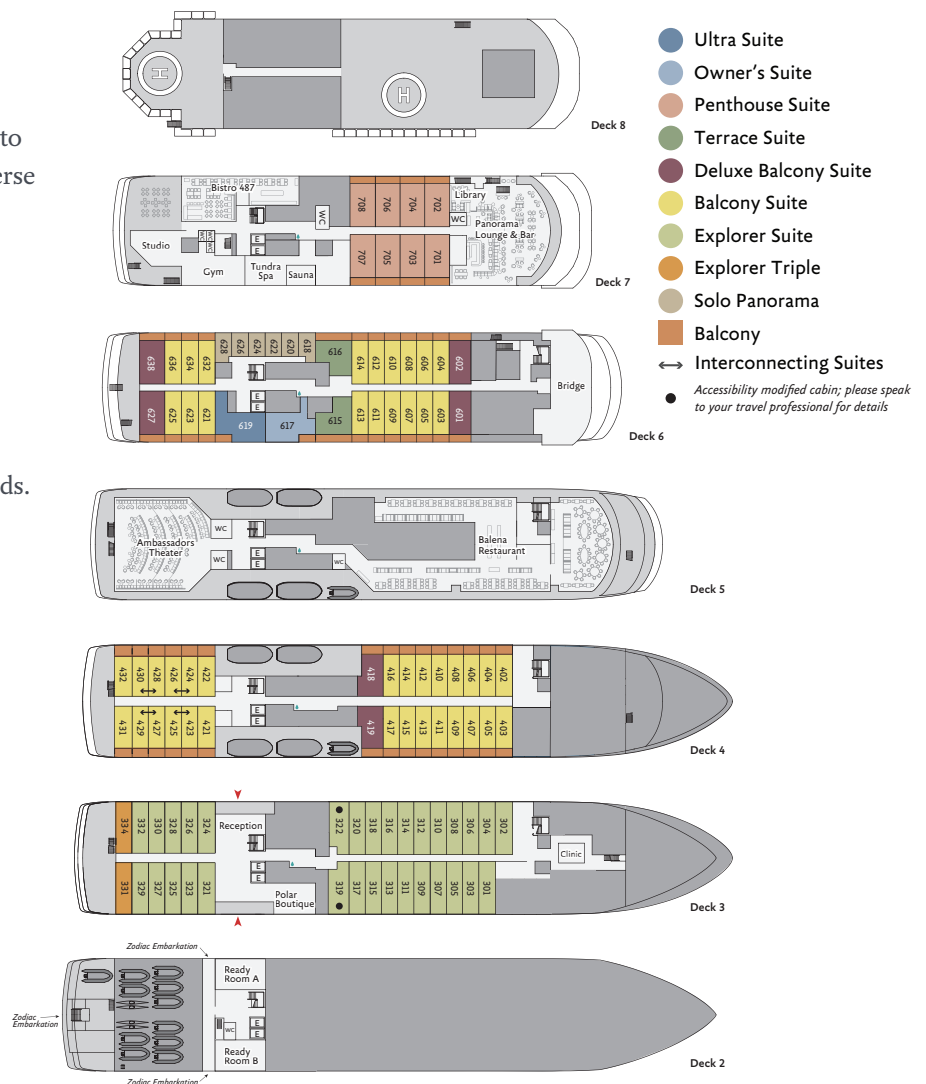 to
erse
ds.
H
H
Deck 8
Ultra Suite
Owner's Suite
Penthouse Suite
Terrace Suite
Deluxe Balcony Suite
Balcony Suite
Explorer Suite
Explorer Triple
Solo Panorama
Balcony
Interconnecting Suites
Accessibility modified cabin; please speak
to your travel professional for details
Bistro 487
WC
708 706 704 702
Library
WC
Panorama
Lounge & Bar
Studio
WC
WC
WC
Gym
E
E
Tundra
Spa
Sauna
707 705 703 701
Deck 7
638 636 634 632 628 626 624 622 620 618 616 614 612 610 608 606 604 602
E
E
Bridge
627 625 623 621 619 617 615 613 611 609 607 605 603 601
Deck 6
Ambassadors
Theater
WC
WC
E
E
WC
Balena
Restaurant
Deck 5
432 430 428 426 424 422 418 416 414 412 410 408 406 404 402
E
E
431 429 427 425 423 421 419 417 415 413 411 409 407 405 403
Deck 4
334 332 330 328 326 324
Reception
322 320 318 316 314 312 310 308 306 304 302
E
E
Clinic
331 329 327 325 323 321
Polar
Boutique
319 317 315 313 311 309 307 305 303 301
Deck 3
Zodiac Embarkation
Ready
Room A
Zodiac
Embarkation
WC
E
E
Ready
Room B
Deck 2
Zodiac Embarkation